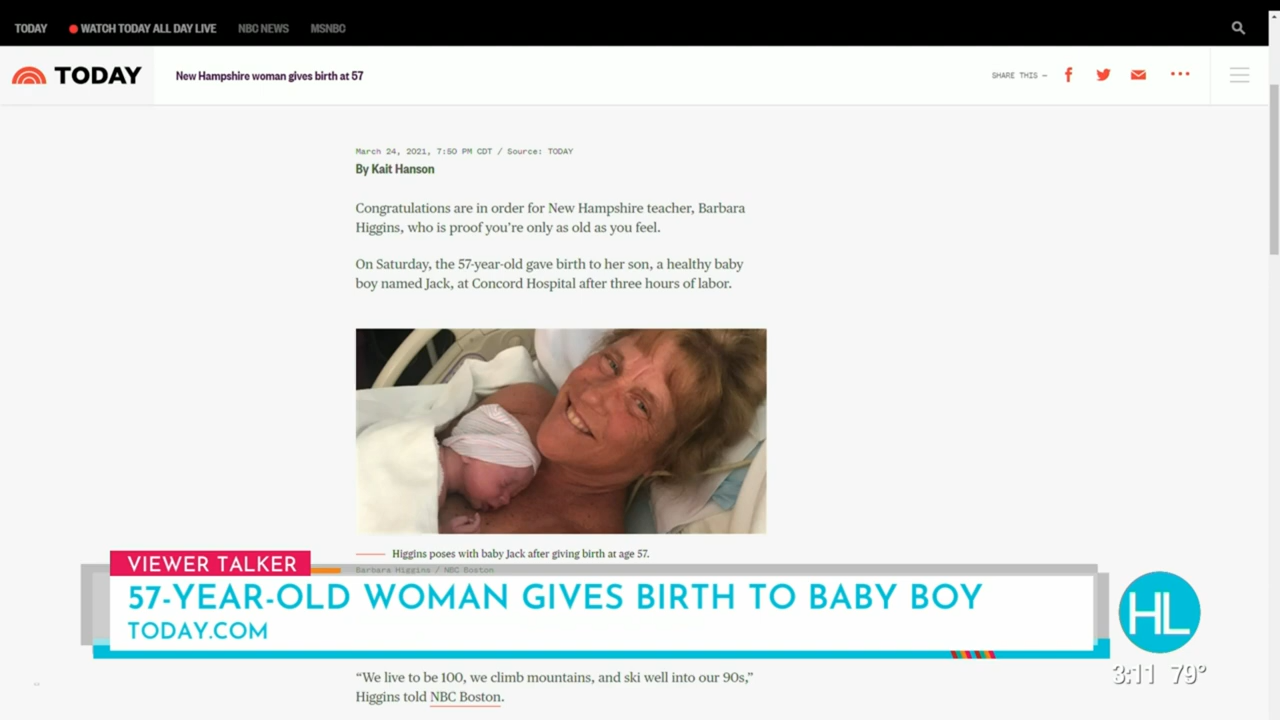 TODAY WATCH TODAY ALL DAY LIVE NBC NEWS MSNBC
TODAY New Hampshire woman gives birth at 57 SHARE THIS —
March 24, 2021, 7:50 PM CDT / Source: TODAY
By Kait Hanson
Congratulations are in order for New Hampshire teacher, Barbara
Higgins, who is proof you're only as old as you feel.
On Saturday, the 57-year-old gave birth to her son, a healthy baby
boy named Jack, at Concord Hospital after three hours of labor.
Higgins poses with baby Jack after giving birth at age 57.
Barbara Higgins / NBC Boston
VIEWER TALKER
57-YEAR-OLD WOMAN GIVES BIRTH TO BABY BOY
TODAY.COM
HL
3:11 79°
“We live to be 100, we climb mountains, and ski well into our 90s,”
Higgins told NBC Boston.